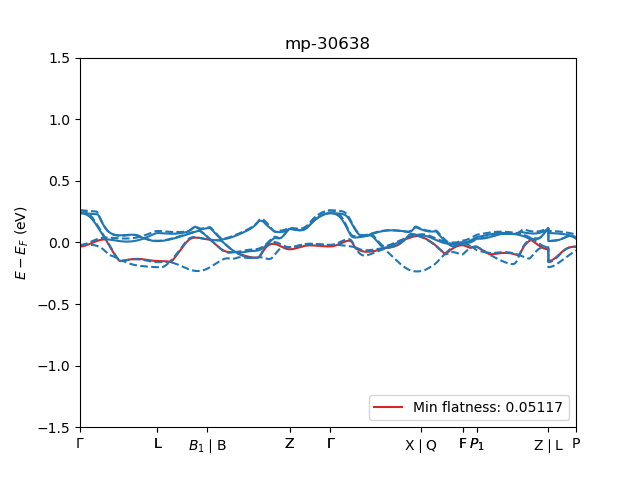 mp-30638
1.5
1.0
0.5
0.0
−0.5
−1.0
−1.5
E − E_F (eV)
Min flatness: 0.05117
Γ L B₁ | B Z Γ X | Q F P₁ Z | L P